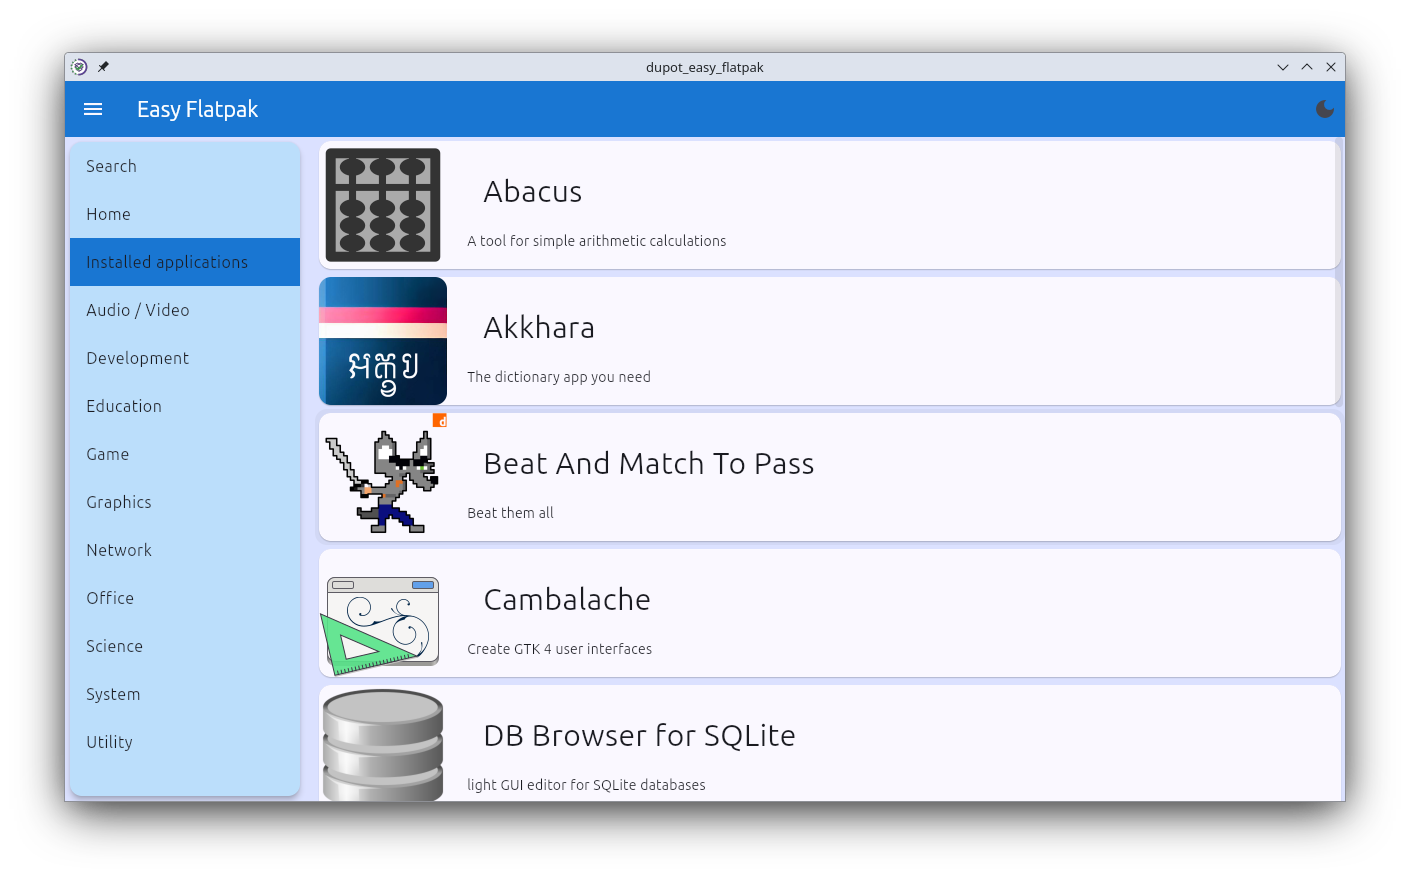 dupot_easy_flatpak
Easy Flatpak
Search
Home
Installed applications
Audio / Video
Development
Education
Game
Graphics
Network
Office
Science
System
Utility
Abacus
A tool for simple arithmetic calculations
អក្ខរា
Akkhara
The dictionary app you need
d
Beat And Match To Pass
Beat them all
Cambalache
Create GTK 4 user interfaces
DB Browser for SQLite
light GUI editor for SQLite databases